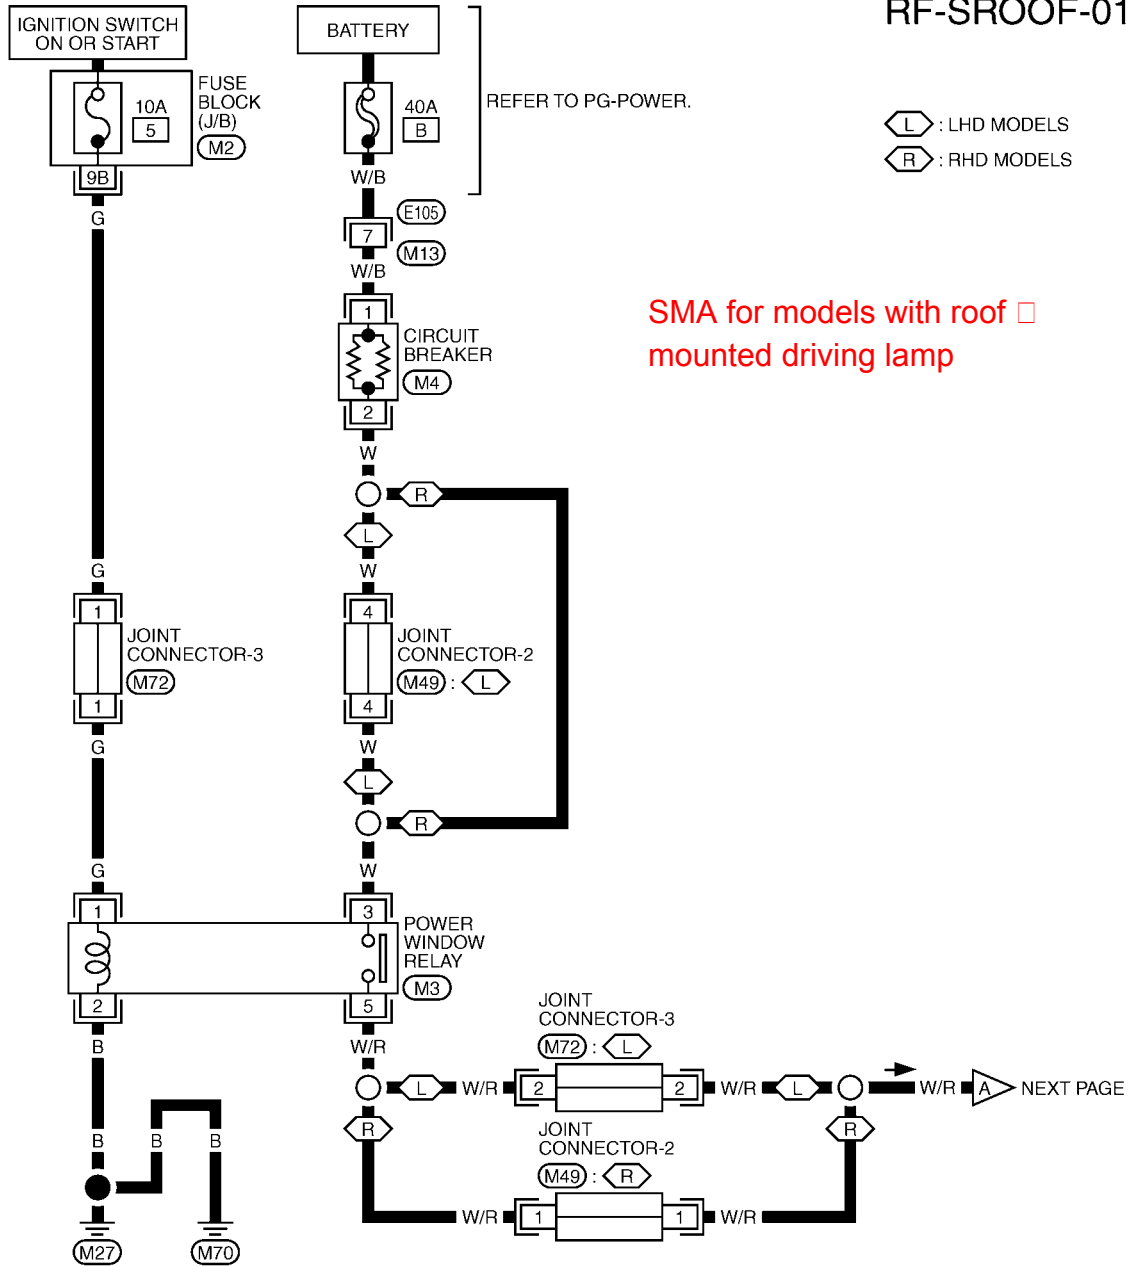 RF-SROOF-01
IGNITION SWITCH
ON OR START
BATTERY
FUSE
BLOCK
(J/B)
M2
10A
5
40A
B
REFER TO PG-POWER.
L : LHD MODELS
R : RHD MODELS
9B
G
W/B
E105
7
M13
W/B
1
CIRCUIT
BREAKER
M4
2
W
SMA for models with roof □
mounted driving lamp
R
L
G
W
1
4
JOINT
CONNECTOR-3
M72
JOINT
CONNECTOR-2
M49 : L
1
4
G
W
L
R
G
W
1
3
POWER
WINDOW
RELAY
M3
2
5
B
W/R
JOINT
CONNECTOR-3
M72 : L
L
W/R
2
2
W/R
L
W/R
A
NEXT PAGE
B
B
B
R
R
JOINT
CONNECTOR-2
M49 : R
W/R
1
1
W/R
M27
M70